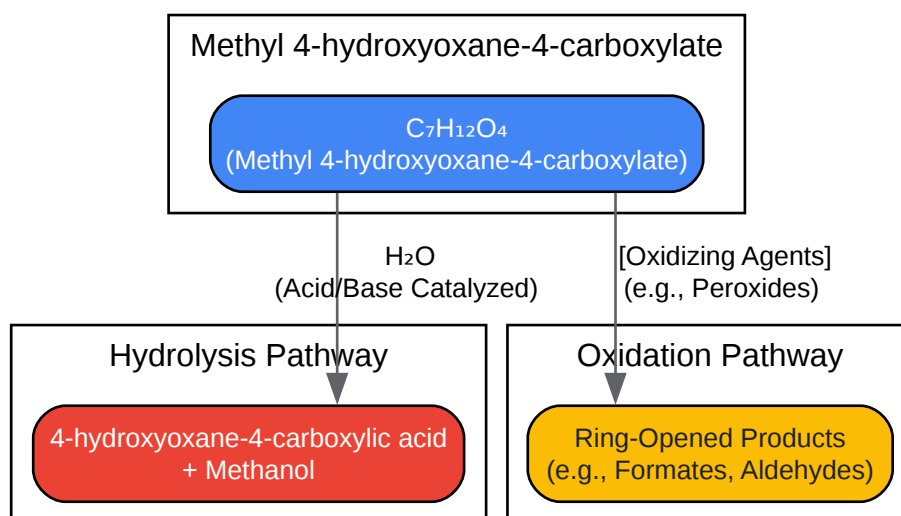 Methyl 4-hydroxyoxane-4-carboxylate
C₇H₁₂O₄
(Methyl 4-hydroxyoxane-4-carboxylate)
H₂O
(Acid/Base Catalyzed)
[Oxidizing Agents]
(e.g., Peroxides)
Hydrolysis Pathway
4-hydroxyoxane-4-carboxylic acid
+ Methanol
Oxidation Pathway
Ring-Opened Products
(e.g., Formates, Aldehydes)